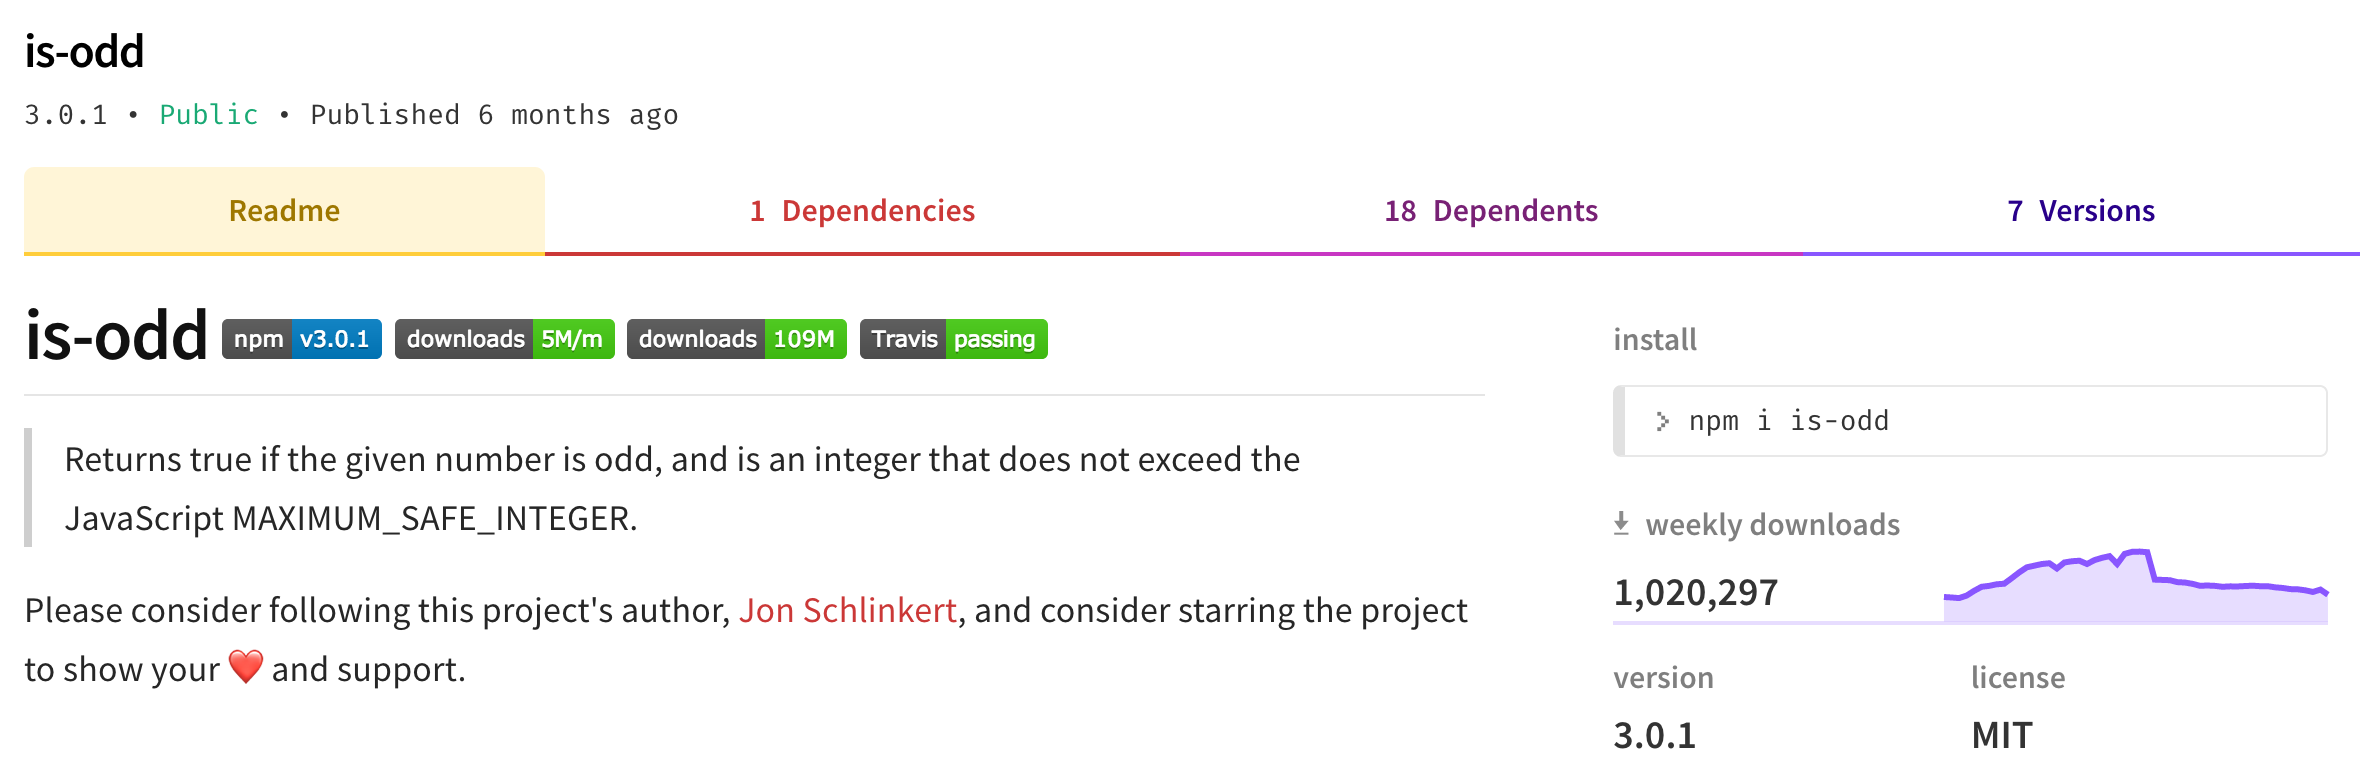 is-odd
3.0.1 • Public • Published 6 months ago
Readme
1 Dependencies
18 Dependents
7 Versions
is-odd npm v3.0.1 downloads 5M/m downloads 109M Travis passing
Returns true if the given number is odd, and is an integer that does not exceed the
JavaScript MAXIMUM_SAFE_INTEGER.
Please consider following this project's author, Jon Schlinkert, and consider starring the project
to show your ❤️ and support.
install
npm i is-odd
weekly downloads
1,020,297
version
3.0.1
license
MIT